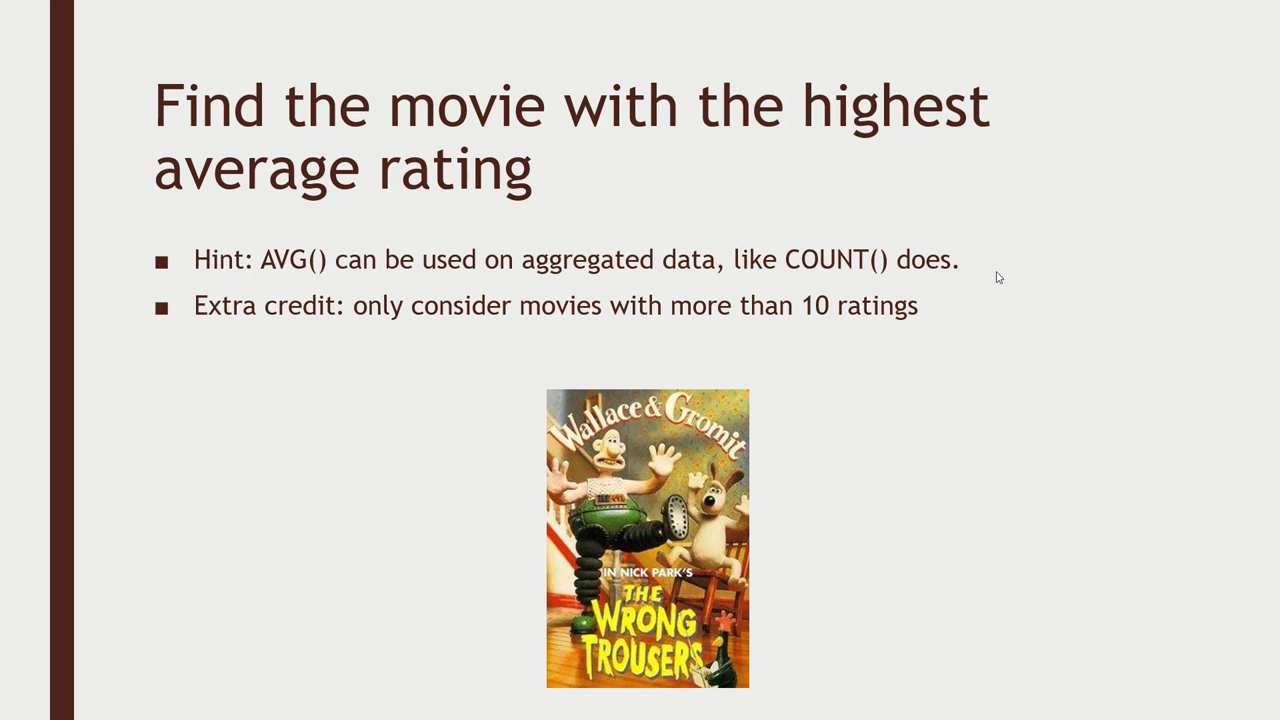 Find the movie with the highest
average rating
■ Hint: AVG() can be used on aggregated data, like COUNT() does.
■ Extra credit: only consider movies with more than 10 ratings
Wallace & Gromit
IN NICK PARK'S
THE
WRONG
TROUSERS